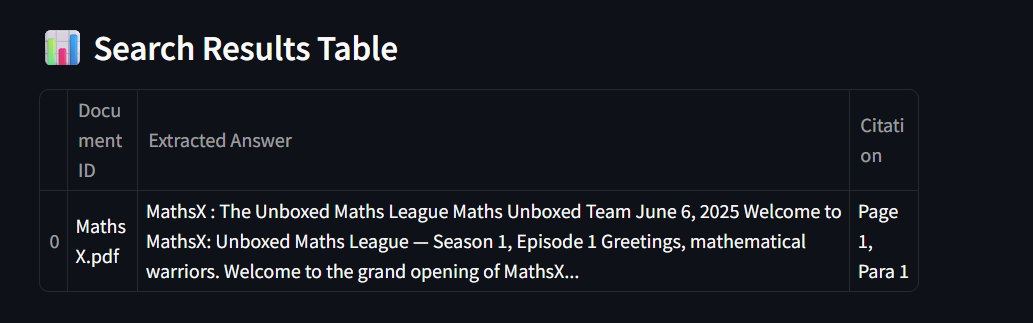 Search Results Table
Docu
ment
ID
Extracted Answer
Citati
on
0
Maths
X.pdf
MathsX : The Unboxed Maths League Maths Unboxed Team June 6, 2025 Welcome to
MathsX: Unboxed Maths League — Season 1, Episode 1 Greetings, mathematical
warriors. Welcome to the grand opening of MathsX...
Page
1,
Para 1